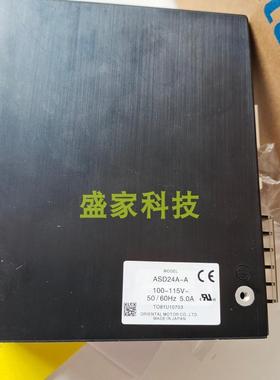 盛家科技
MODEL
ASD24A-A
100-115V~
50/60Hz 5.0A
TO81U10703
ORIENTAL MOTOR CO.,LTD.
MADE IN JAPAN